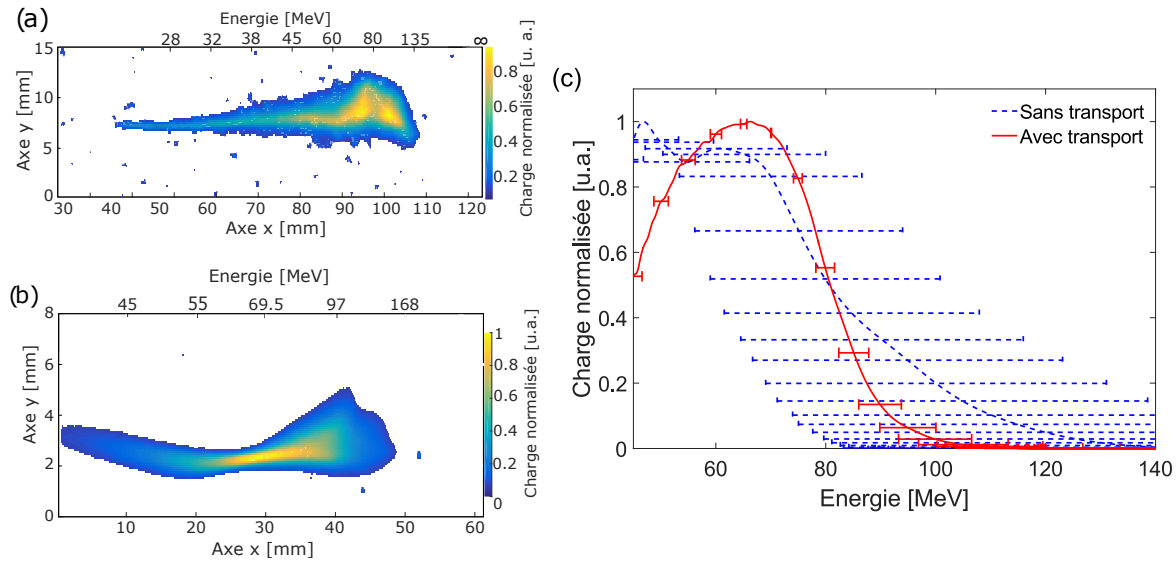 (a)
Energie [MeV]
28 32 38 45 60 80 135 ∞
15
10
5
0
Axe y [mm]
30 40 50 60 70 80 90 100 110 120
Axe x [mm]
0.8
0.6
0.4
0.2
Charge normalisée [u. a.]
(b)
Energie [MeV]
45 55 69.5 97 168
8
6
4
2
0
Axe y [mm]
10 20 30 40 50 60
Axe x [mm]
1
0.8
0.6
0.4
0.2
0
Charge normalisée [u.a.]
(c)
Sans transport
Avec transport
1
0.8
0.6
0.4
0.2
0
Charge normalisée [u.a.]
60 80 100 120 140
Energie [MeV]